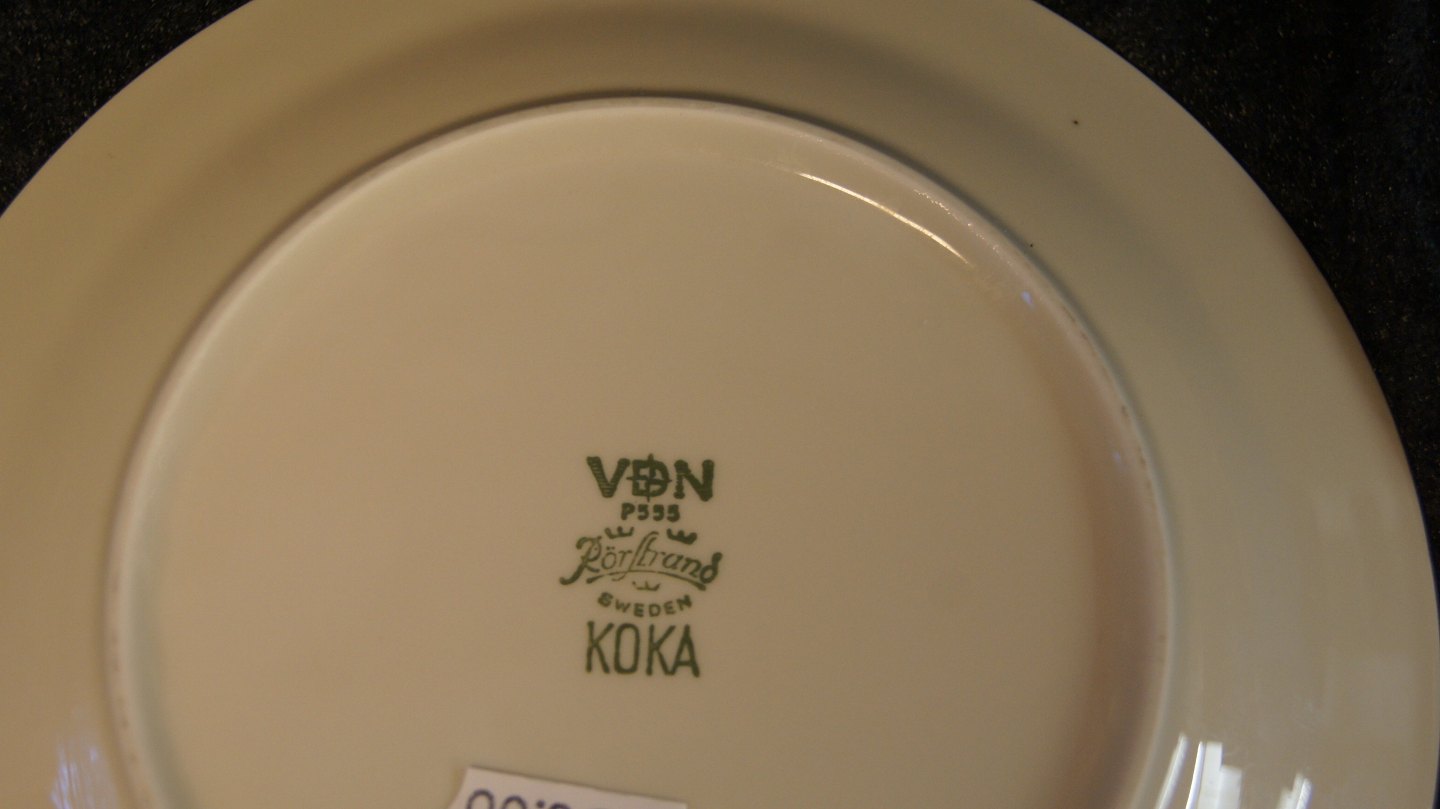 VDN
P595
Rörstrand
SWEDEN
KOKA